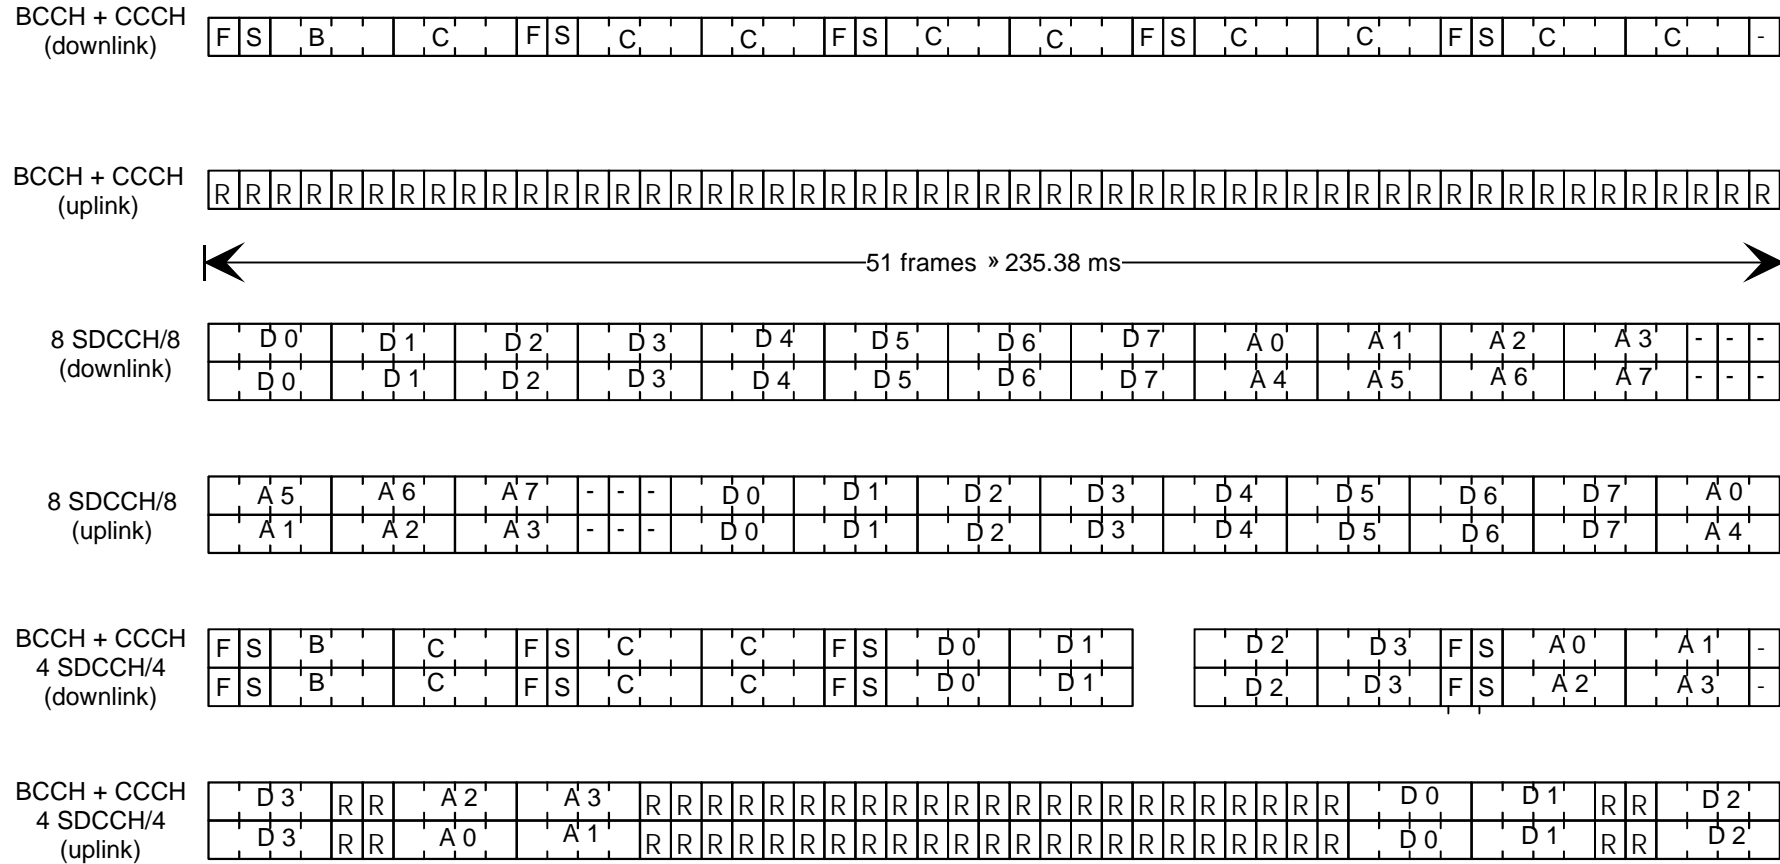 BCCH + CCCH
(downlink)
F S B C F S C C F S C C F S C C F S C C -
BCCH + CCCH
(uplink)
R R R R R R R R R R R R R R R R R R R R R R R R R R R R R R R R R R R R R R R R R R R R R R R R R R R
51 frames » 235.38 ms
8 SDCCH/8
(downlink)
D 0 D 1 D 2 D 3 D 4 D 5 D 6 D 7 A 0 A 1 A 2 A 3 - - -
D 0 D 1 D 2 D 3 D 4 D 5 D 6 D 7 A 4 A 5 A 6 A 7 - - -
8 SDCCH/8
(uplink)
A 5 A 6 A 7 - - - D 0 D 1 D 2 D 3 D 4 D 5 D 6 D 7 A 0
A 1 A 2 A 3 - - - D 0 D 1 D 2 D 3 D 4 D 5 D 6 D 7 A 4
BCCH + CCCH
4 SDCCH/4
(downlink)
F S B C F S C C F S D 0 D 1 D 2 D 3 F S A 0 A 1 -
F S B C F S C C F S D 0 D 1 D 2 D 3 F S A 2 A 3 -
BCCH + CCCH
4 SDCCH/4
(uplink)
D 3 R R A 2 A 3 R R R R R R R R R R R R R R R R R R R R R R R D 0 D 1 R R D 2
D 3 R R A 0 A 1 R R R R R R R R R R R R R R R R R R R R R R R D 0 D 1 R R D 2